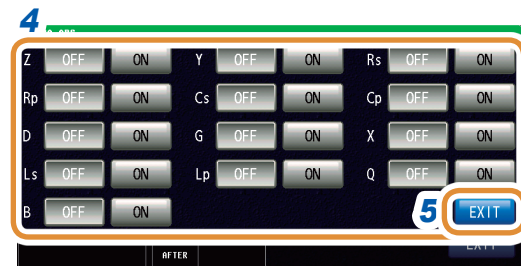 4
Z OFF ON Y OFF ON Rs OFF ON
Rp OFF ON Cs OFF ON Cp OFF ON
D OFF ON G OFF ON X OFF ON
Ls OFF ON Lp OFF ON Q OFF ON
B OFF ON 5 EXIT
AFTER EXIT